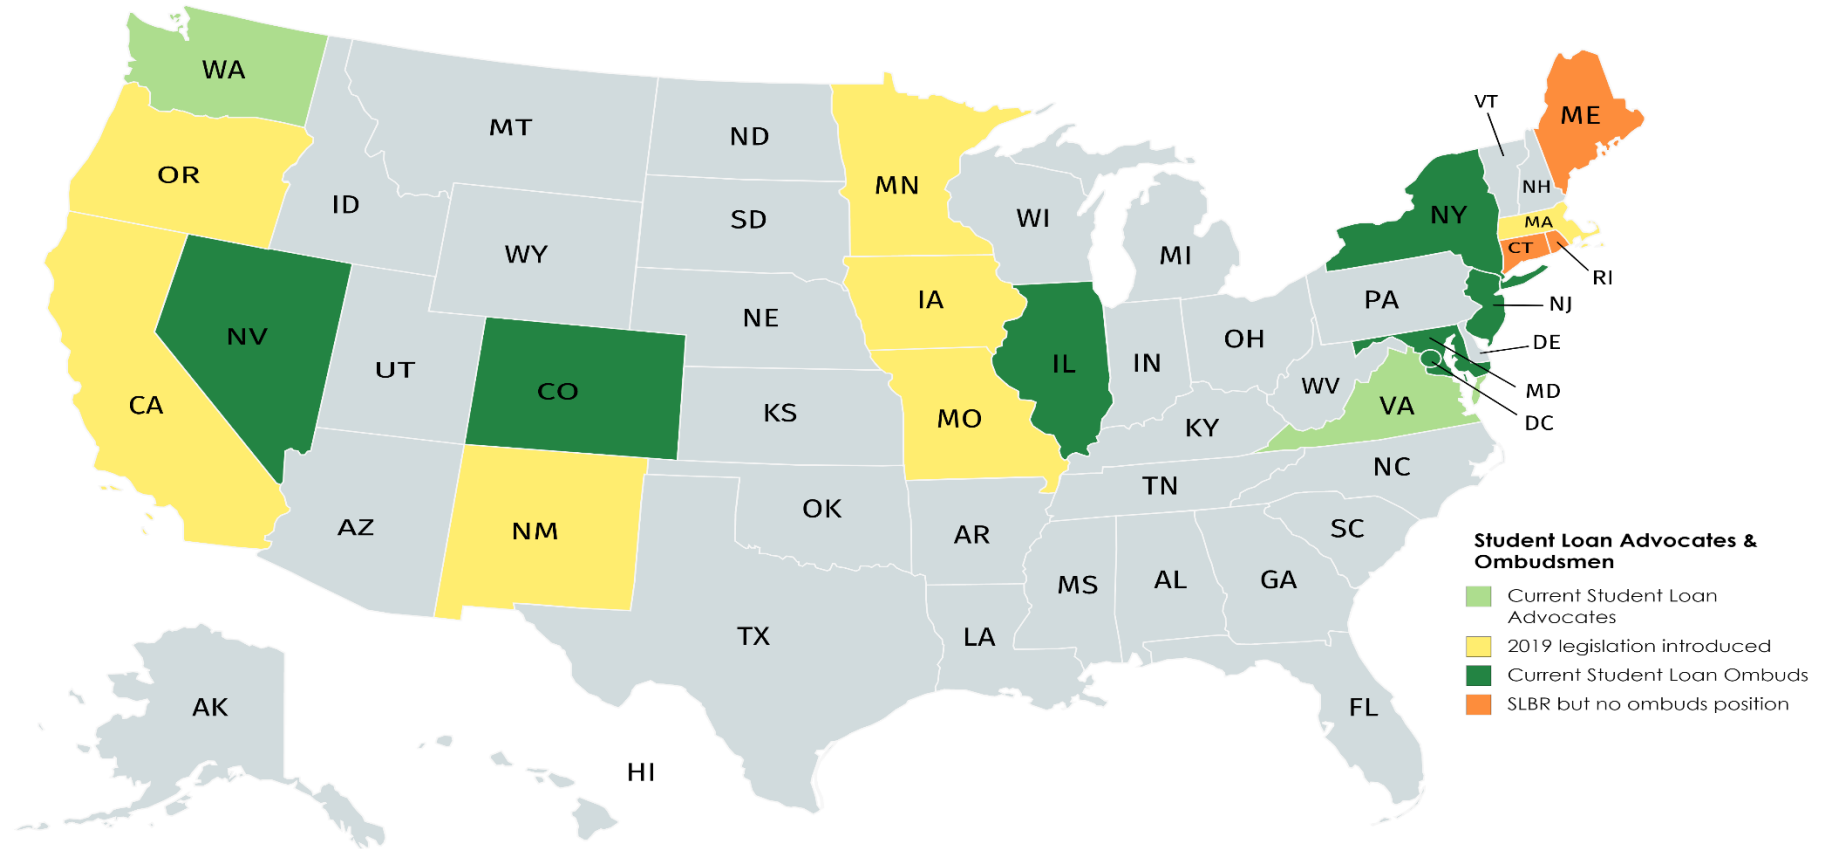 WA
MT
ND
OR
ID
SD
MN
WI
WY
MI
NE
IA
NV
UT
CO
KS
CA
MO
IL
IN
OH
PA
WV
VA
KY
NC
TN
AZ
NM
OK
AR
SC
MS
AL
GA
TX
LA
FL
AK
HI
VT
ME
NH
NY
MA
CT
RI
NJ
DE
MD
DC
Student Loan Advocates &
Ombudsmen
Current Student Loan
Advocates
2019 legislation introduced
Current Student Loan Ombuds
SLBR but no ombuds position